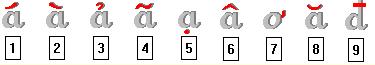 á à ả ã ạ â ơ ă đ
1 2 3 4 5 6 7 8 9